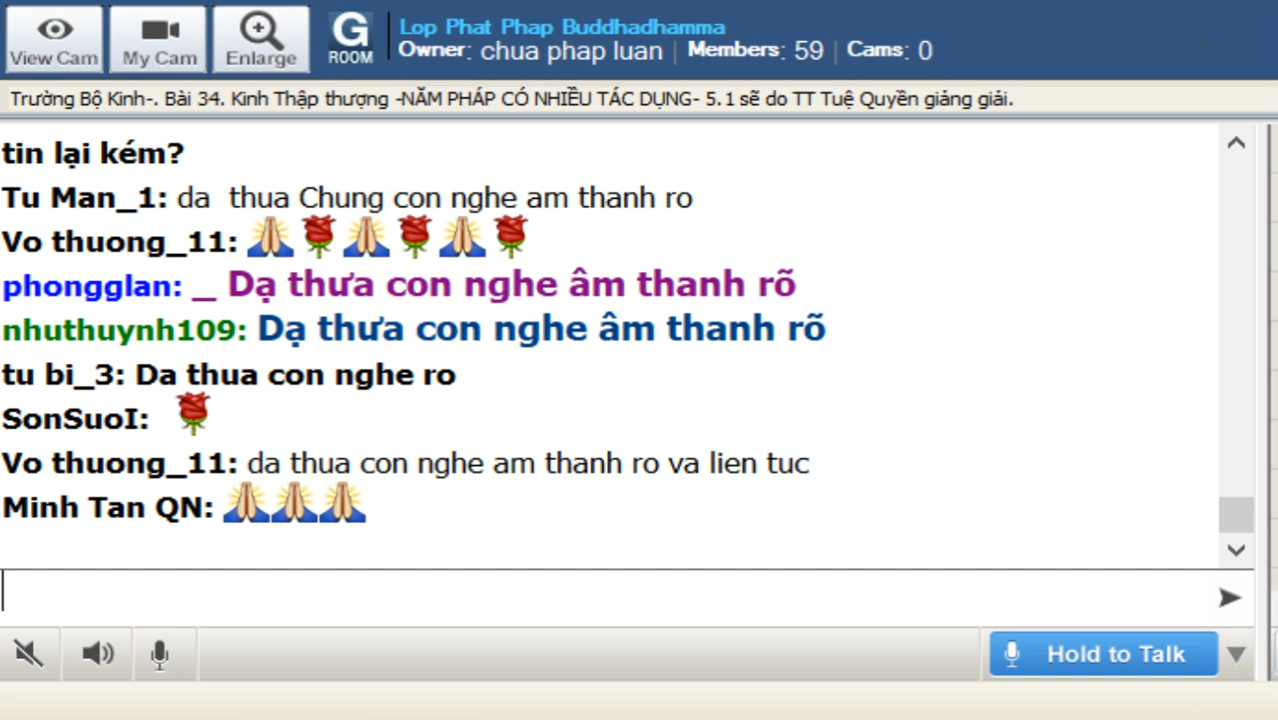 View Cam
My Cam
Enlarge
G
ROOM
Lop Phat Phap Buddhadhamma
Owner: chua phap luan | Members: 59 | Cams: 0
Trường Bộ Kinh-. Bài 34. Kinh Thập thượng -NĂM PHÁP CÓ NHIỀU TÁC DỤNG- 5.1 sẽ do TT Tuệ Quyền giảng giải.
tin lại kém?
Tu Man_1: da thua Chung con nghe am thanh ro
Vo thuong_11: 🙏🌹🙏🌹🙏🌹
phongglan: _ Dạ thưa con nghe âm thanh rõ
nhuthuynh109: Dạ thưa con nghe âm thanh rõ
tu bi_3: Da thua con nghe ro
SonSuoI: 🌹
Vo thuong_11: da thua con nghe am thanh ro va lien tuc
Minh Tan QN: 🙏🙏🙏
Hold to Talk